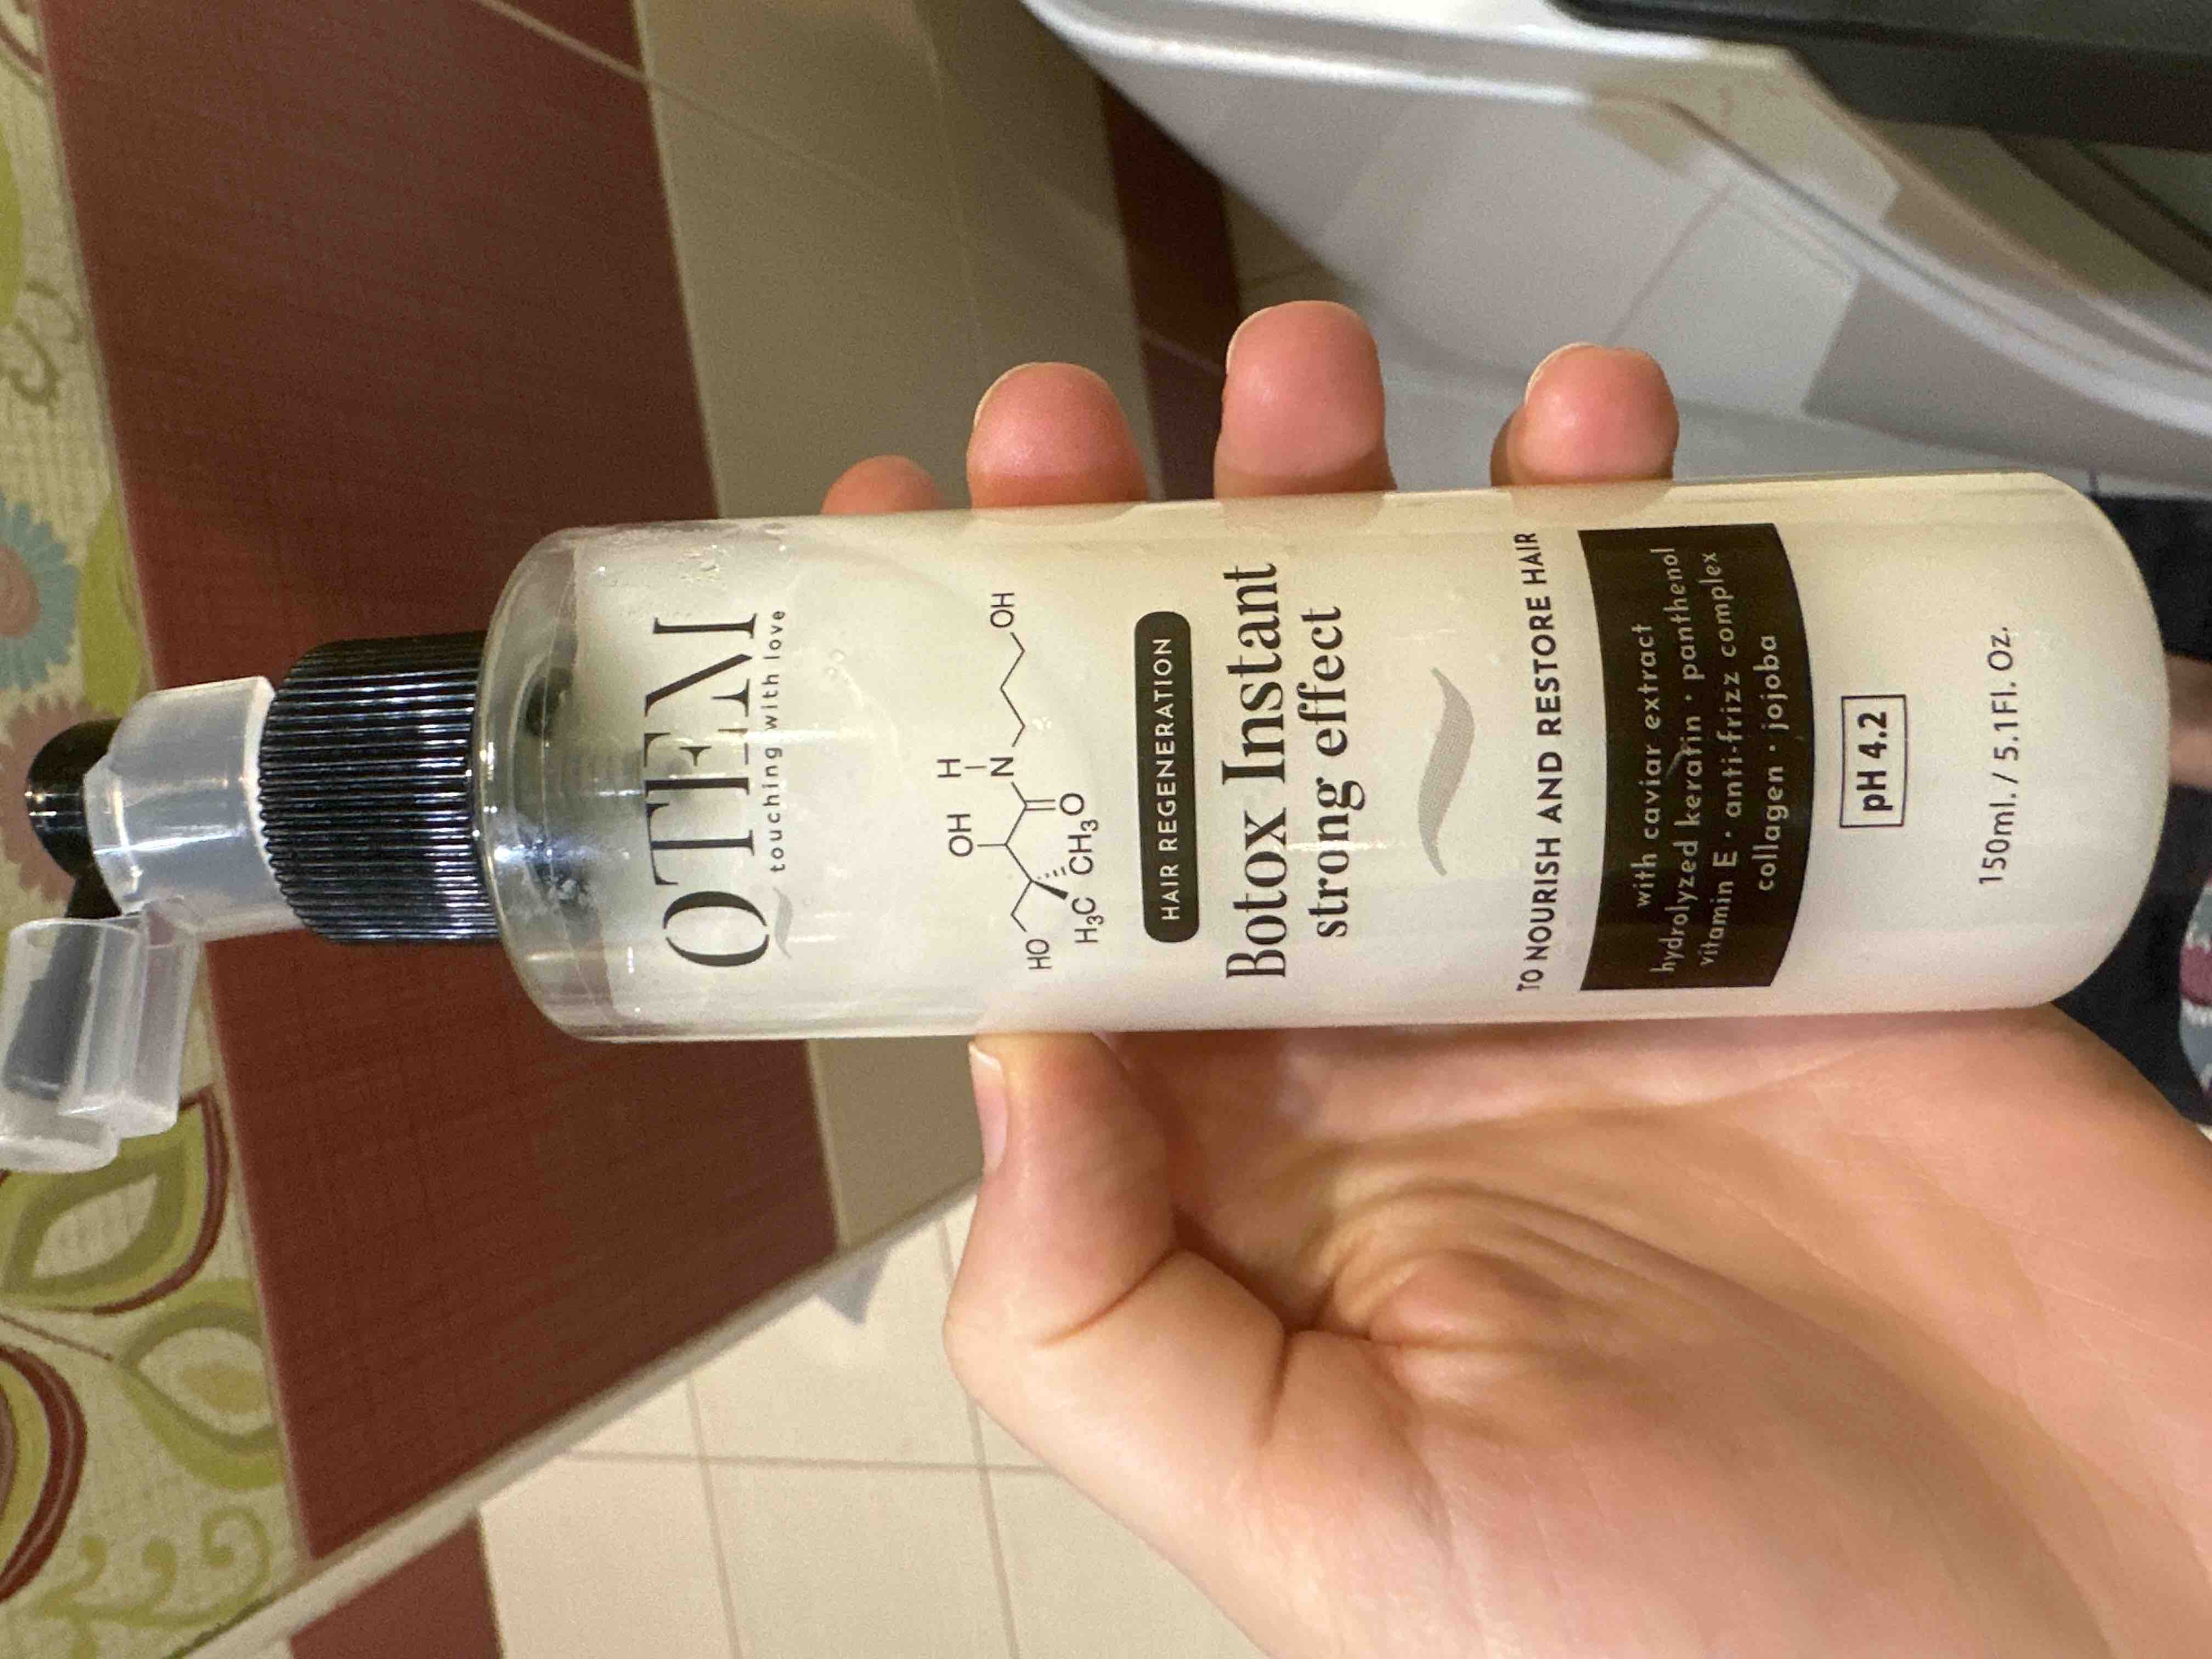 QTEM
touching with love
OH H
N
OH
HO
H₃C CH₃O
HAIR REGENERATION
Botox Instant
strong effect
TO NOURISH AND RESTORE HAIR
with caviar extract
hydrolyzed keratin · panthenol
vitamin E · anti-frizz complex
collagen · jojoba
pH 4.2
150ml. / 5.1Fl. Oz.